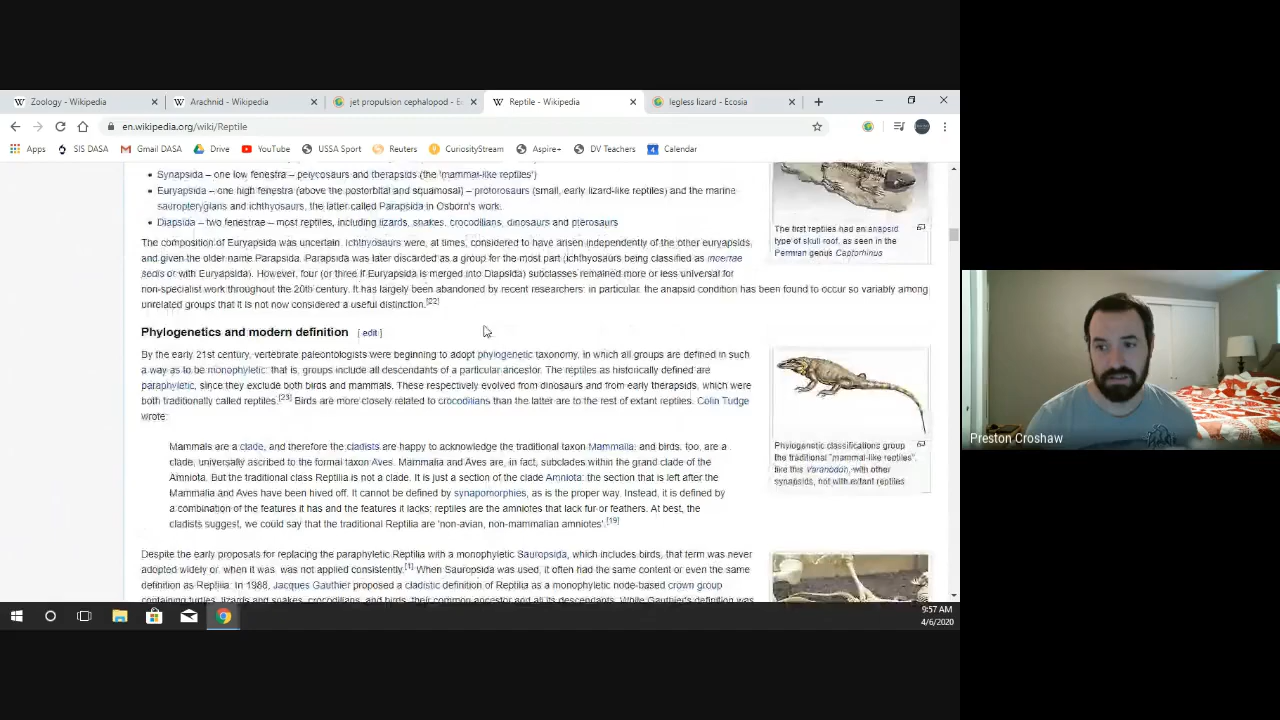 Zoology - Wikipedia
Arachnid - Wikipedia
jet propulsion cephalopod - Ec
Reptile - Wikipedia
legless lizard - Ecosia
en.wikipedia.org/wiki/Reptile
Apps
SIS DASA
Gmail DASA
Drive
YouTube
USSA Sport
Reuters
CuriosityStream
Aspire+
DV Teachers
Calendar
Synapsida – one low fenestra – pelycosaurs and therapsids (the 'mammal-like reptiles')
Euryapsida – one high fenestra (above the postorbital and squamosal) – protorosaurs (small, early lizard-like reptiles) and the marine
sauropterygians and ichthyosaurs, the latter called Parapsida in Osborn's work.
Diapsida – two fenestrae – most reptiles, including lizards, snakes, crocodilians, dinosaurs and pterosaurs
The first reptiles had an anapsid
type of skull roof, as seen in the
Permian genus Captorhinus
The composition of Euryapsida was uncertain. Ichthyosaurs were, at times, considered to have arisen independently of the other euryapsids,
and given the older name Parapsida. Parapsida was later discarded as a group for the most part (ichthyosaurs being classified as incertae
sedis or with Euryapsida). However, four (or three if Euryapsida is merged into Diapsida) subclasses remained more or less universal for
non-specialist work throughout the 20th century. It has largely been abandoned by recent researchers: in particular, the anapsid condition has been found to occur so variably among
unrelated groups that it is not now considered a useful distinction.[22]
Phylogenetics and modern definition [ edit ]
By the early 21st century, vertebrate paleontologists were beginning to adopt phylogenetic taxonomy, in which all groups are defined in such
a way as to be monophyletic; that is, groups include all descendants of a particular ancestor. The reptiles as historically defined are
paraphyletic, since they exclude both birds and mammals. These respectively evolved from dinosaurs and from early therapsids, which were
both traditionally called reptiles.[23] Birds are more closely related to crocodilians than the latter are to the rest of extant reptiles. Colin Tudge
wrote:
Mammals are a clade, and therefore the cladists are happy to acknowledge the traditional taxon Mammalia; and birds, too, are a
clade, universally ascribed to the formal taxon Aves. Mammalia and Aves are, in fact, subclades within the grand clade of the
Amniota. But the traditional class Reptilia is not a clade. It is just a section of the clade Amniota: the section that is left after the
Mammalia and Aves have been hived off. It cannot be defined by synapomorphies, as is the proper way. Instead, it is defined by
a combination of the features it has and the features it lacks: reptiles are the amniotes that lack fur or feathers. At best, the
cladists suggest, we could say that the traditional Reptilia are 'non-avian, non-mammalian amniotes'.[19]
Phylogenetic classifications group
the traditional "mammal-like reptiles",
like this Varanodon, with other
synapsids, not with extant reptiles
Despite the early proposals for replacing the paraphyletic Reptilia with a monophyletic Sauropsida, which includes birds, that term was never
adopted widely or, when it was, was not applied consistently.[1] When Sauropsida was used, it often had the same content or even the same
definition as Reptilia. In 1988, Jacques Gauthier proposed a cladistic definition of Reptilia as a monophyletic node-based crown group
containing turtles, lizards and snakes, crocodilians, and birds, their common ancestor and all its descendants. While Gauthier's definition was
9:57 AM
4/6/2020
Preston Croshaw